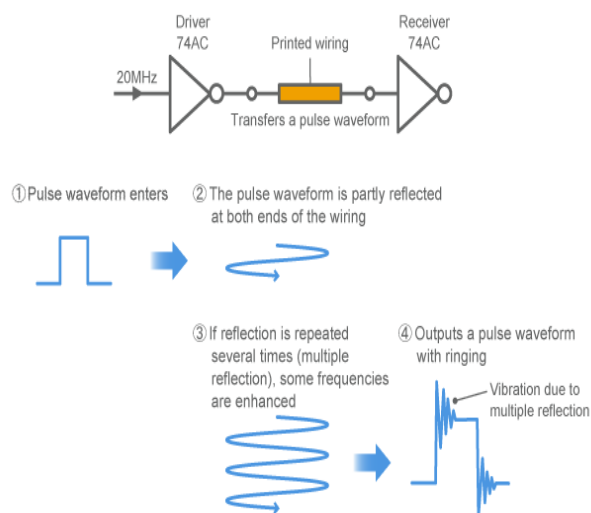 Driver
74AC
Receiver
74AC
Printed wiring
20MHz
Transfers a pulse waveform
① Pulse waveform enters
② The pulse waveform is partly reflected
at both ends of the wiring
③ If reflection is repeated
several times (multiple
reflection), some frequencies
are enhanced
④ Outputs a pulse waveform
with ringing
Vibration due to
multiple reflection